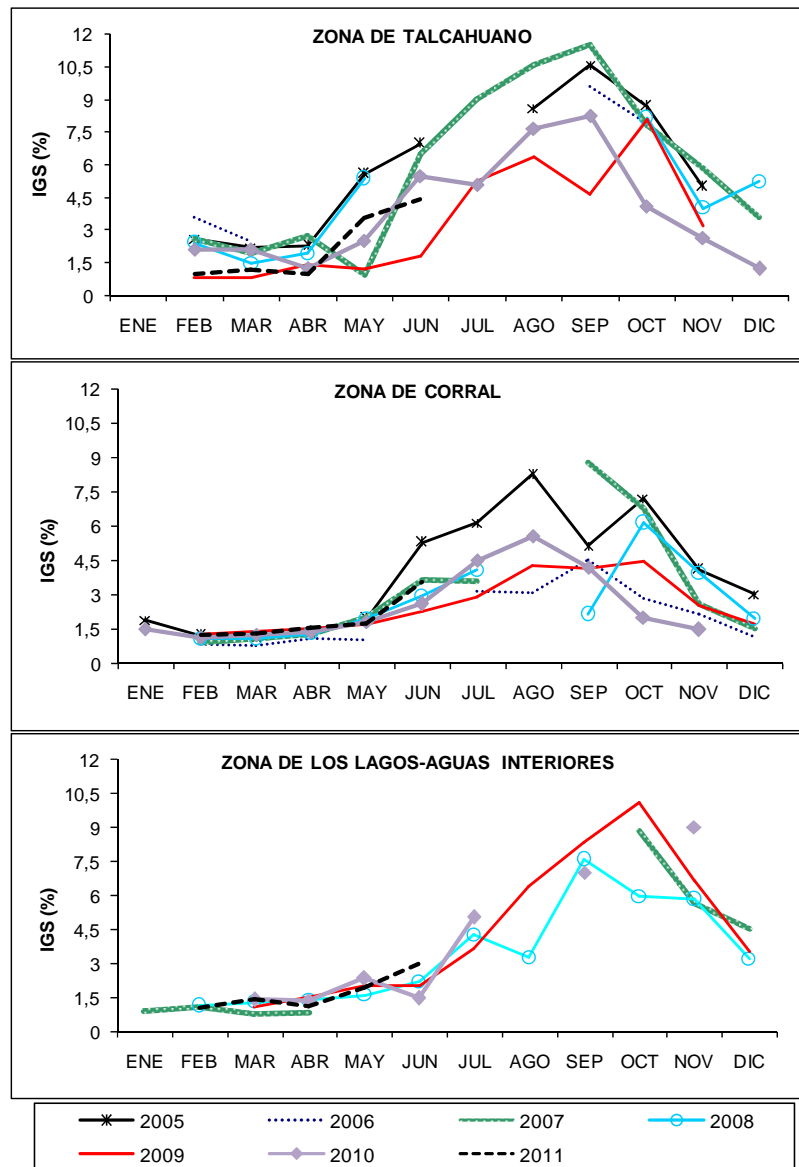 ZONA DE TALCAHUANO
IGS (%)
12
10,5
9
7,5
6
4,5
3
1,5
0
ENE FEB MAR ABR MAY JUN JUL AGO SEP OCT NOV DIC
ZONA DE CORRAL
IGS (%)
12
10,5
9
7,5
6
4,5
3
1,5
0
ENE FEB MAR ABR MAY JUN JUL AGO SEP OCT NOV DIC
ZONA DE LOS LAGOS-AGUAS INTERIORES
IGS (%)
12
10,5
9
7,5
6
4,5
3
1,5
0
ENE FEB MAR ABR MAY JUN JUL AGO SEP OCT NOV DIC
2005 2006 2007 2008
2009 2010 2011